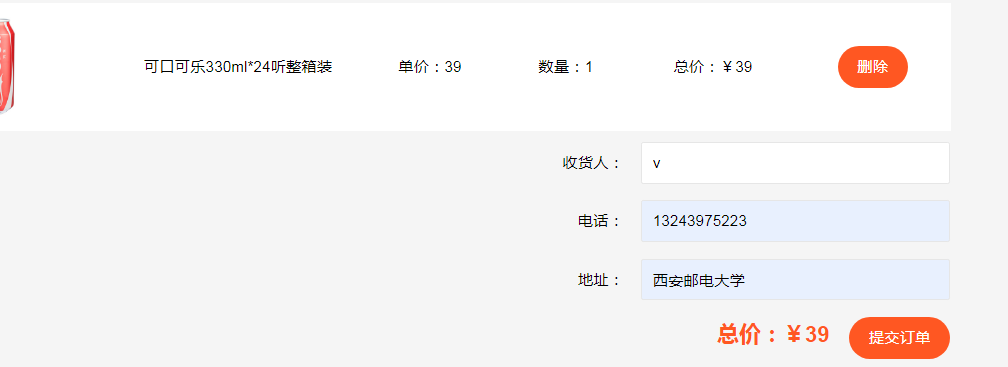 可口可乐330ml*24听整箱装 单价：39 数量：1 总价：￥39 删除
收货人： v
电话： 13243975223
地址： 西安邮电大学
总价：￥39 提交订单